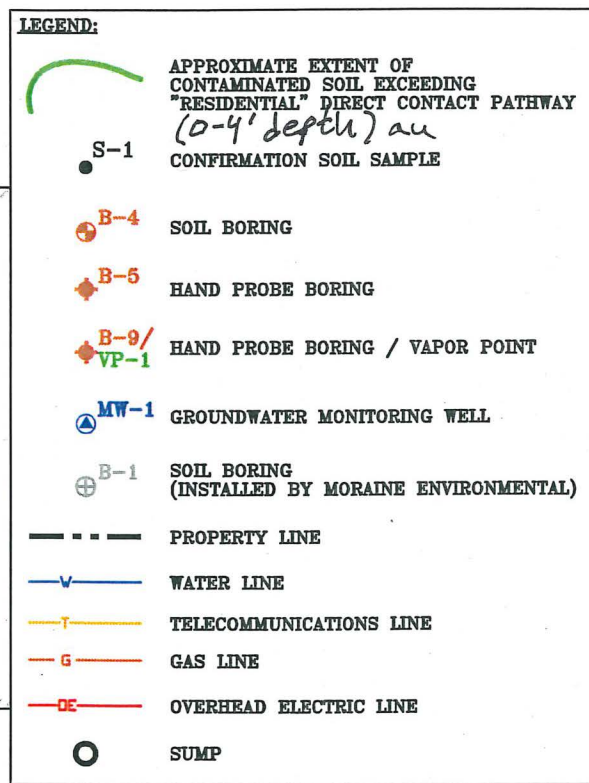 LEGEND:
APPROXIMATE EXTENT OF
CONTAMINATED SOIL EXCEEDING
"RESIDENTIAL" DIRECT CONTACT PATHWAY
(0-4' depth) au
S-1 CONFIRMATION SOIL SAMPLE
B-4 SOIL BORING
B-5 HAND PROBE BORING
B-9/
VP-1 HAND PROBE BORING / VAPOR POINT
MW-1 GROUNDWATER MONITORING WELL
B-1 SOIL BORING
(INSTALLED BY MORAINE ENVIRONMENTAL)
PROPERTY LINE
W WATER LINE
T TELECOMMUNICATIONS LINE
G GAS LINE
OE OVERHEAD ELECTRIC LINE
SUMP